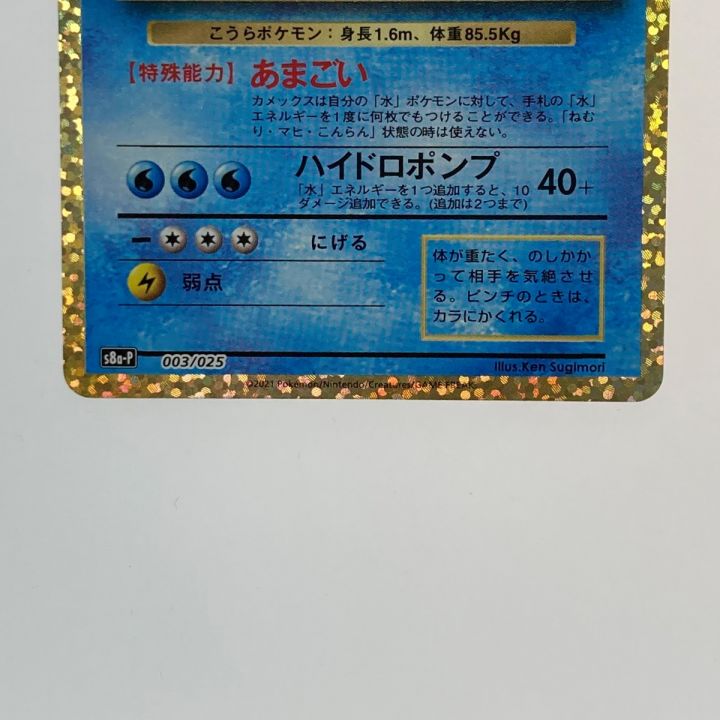 こうらポケモン：身長1.6m、体重85.5Kg
【特殊能力】あまごい
カメックスは自分の「水」ポケモンに対して、手札の「水」
エネルギーを1度に何枚でもつけることができる。「ねむ
り・マヒ・こんらん」状態の時は使えない。
ハイドロポンプ 40+
「水」エネルギーを1つ追加すると、10
ダメージ追加できる。(追加は2つまで)
にげる
弱点
体が重たく、のしかか
って相手を気絶させ
る。ピンチのときは、
カラにかくれる。
s8a-P 003/025
Illus.Ken Sugimori
©2021 Pokémon/Nintendo/Creatures/GAME FREAK.